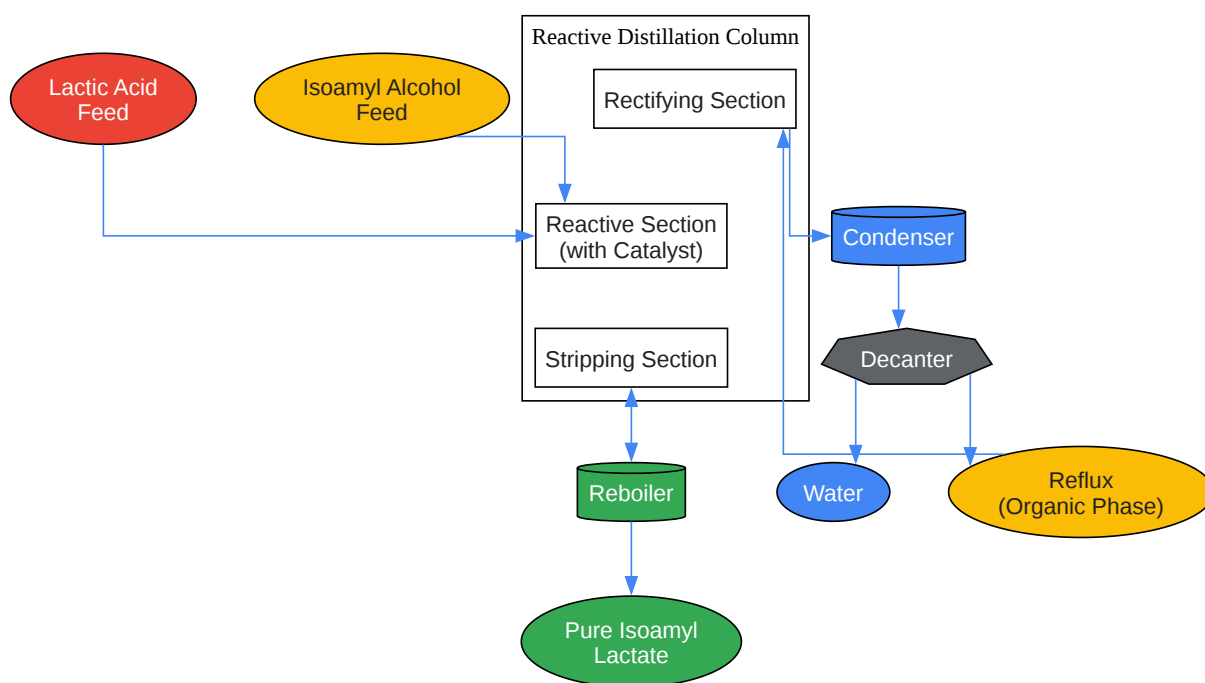 Reactive Distillation Column
Lactic Acid
Feed
Isoamyl Alcohol
Feed
Rectifying Section
Reactive Section
(with Catalyst)
Condenser
Stripping Section
Decanter
Reboiler
Water
Reflux
(Organic Phase)
Pure Isoamyl
Lactate